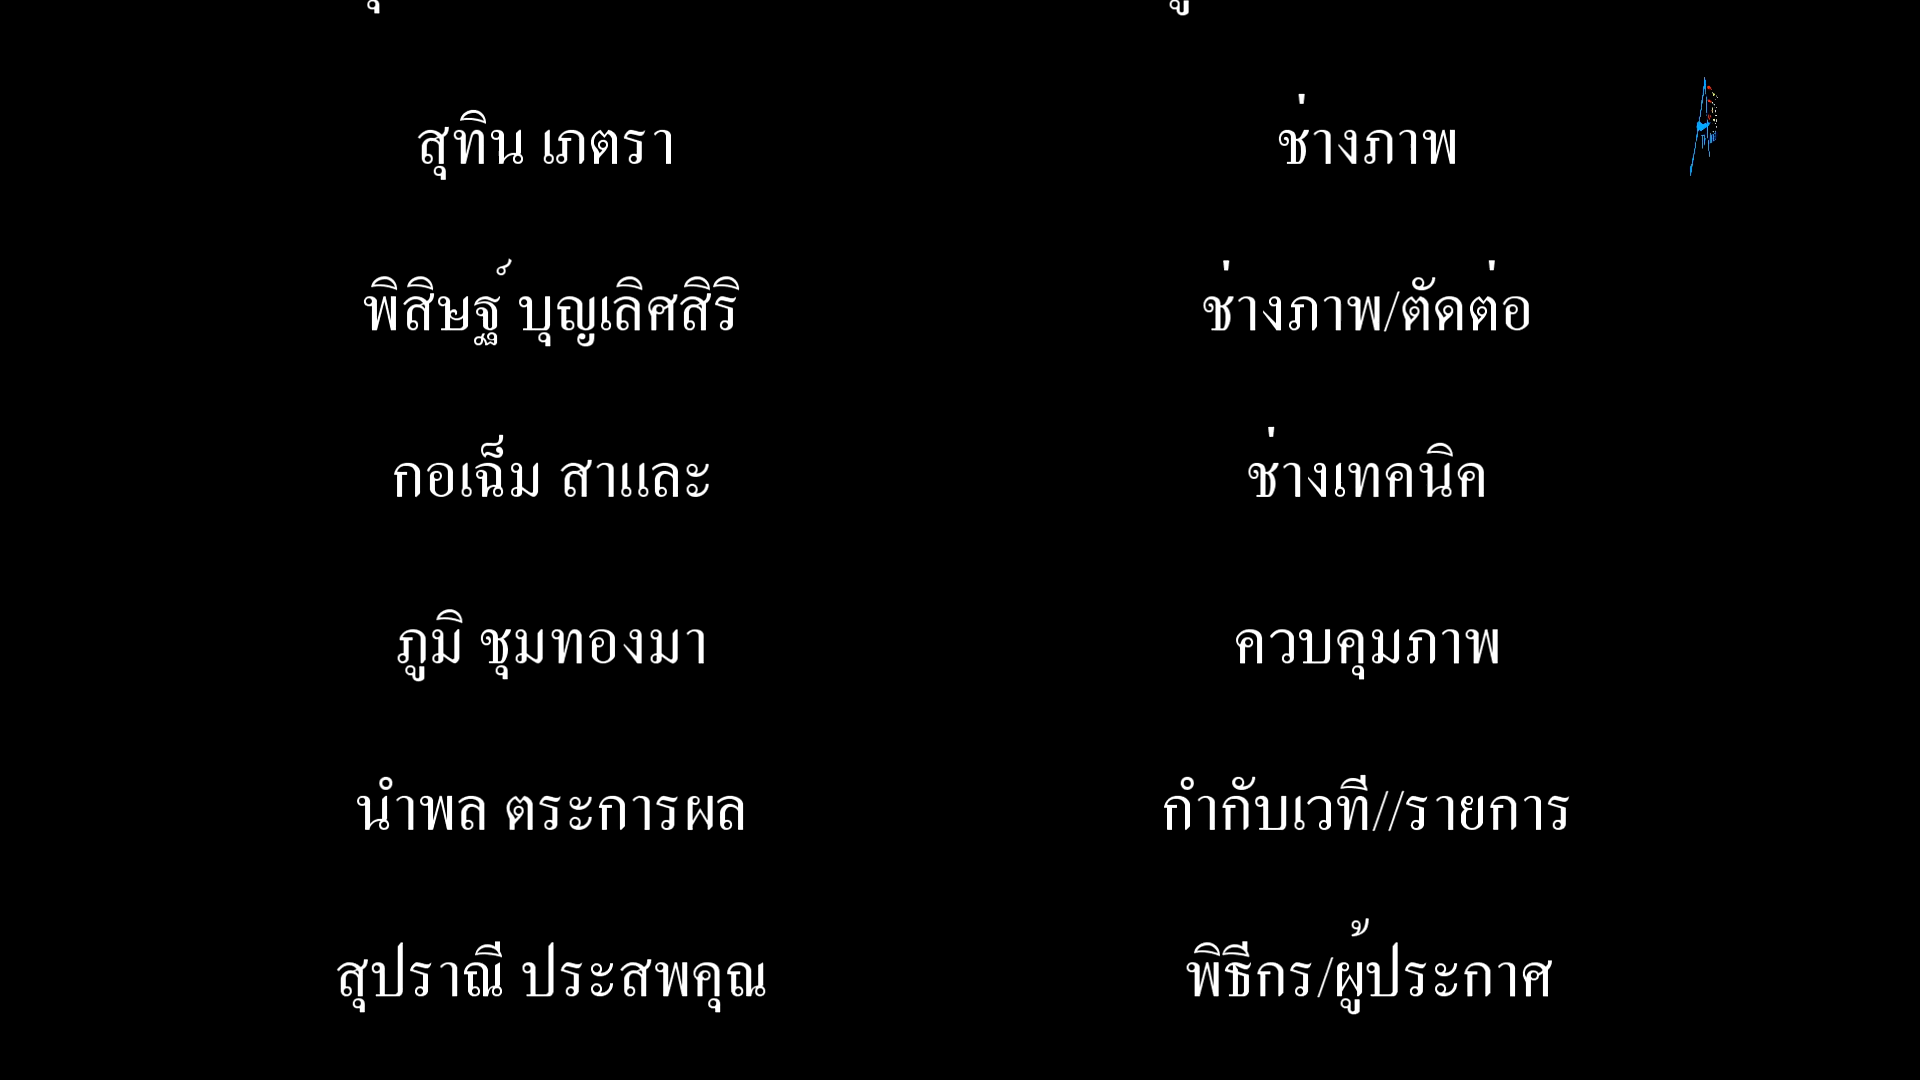 สุทิน เภตรา ช่างภาพ
พิสิษฐ์ บุญเลิศสิริ ช่างภาพ/ตัดต่อ
กอเฉ็ม สาและ ช่างเทคนิค
ภูมิ ชุมทองมา ควบคุมภาพ
นำพล ตระการผล กำกับเวที//รายการ
สุปราณี ประสพคุณ พิธีกร/ผู้ประกาศ